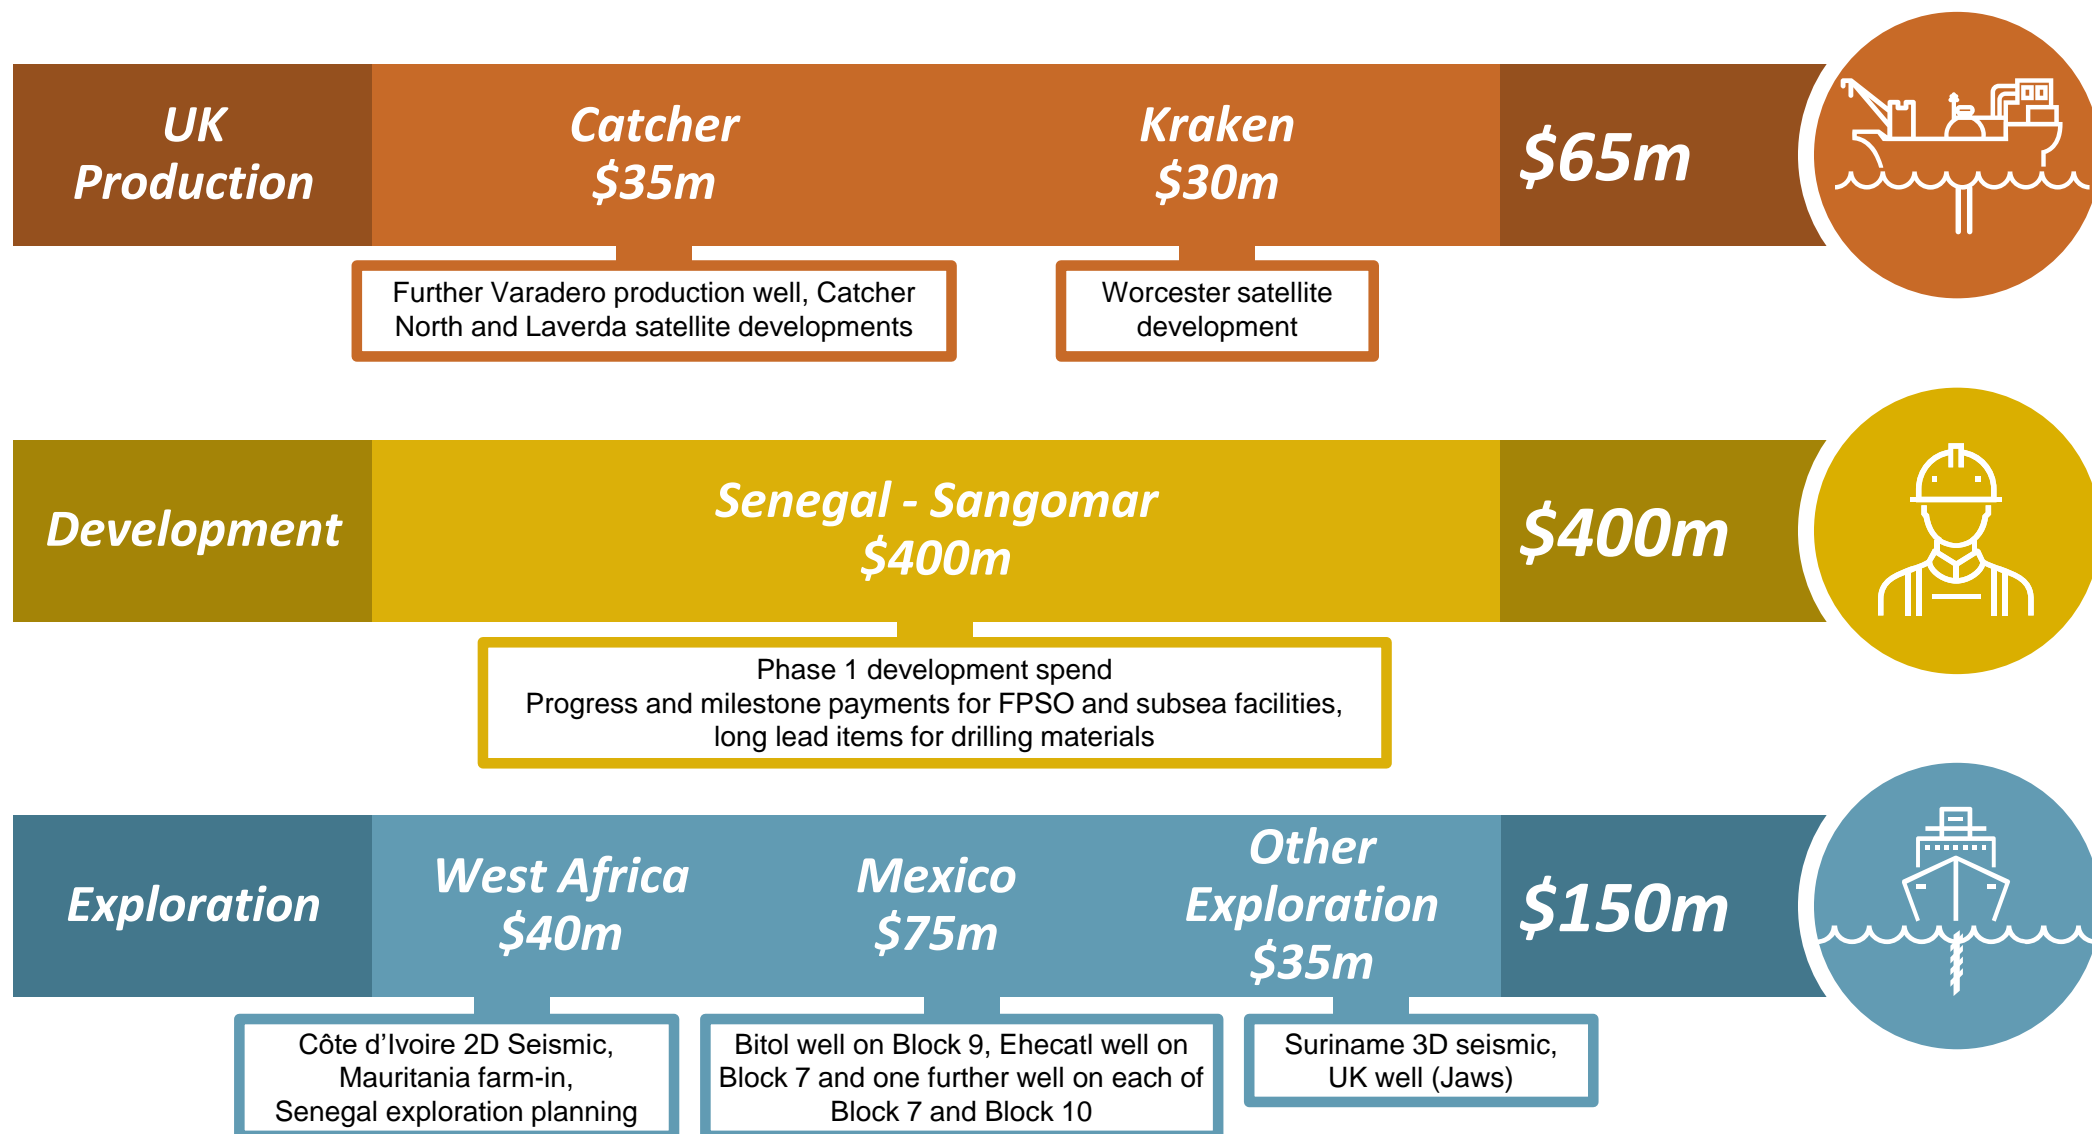 UK
Production
Catcher
$35m
Kraken
$30m
$65m
Further Varadero production well, Catcher
North and Laverda satellite developments
Worcester satellite
development
Development
Senegal - Sangomar
$400m
$400m
Phase 1 development spend
Progress and milestone payments for FPSO and subsea facilities,
long lead items for drilling materials
Exploration
West Africa
$40m
Mexico
$75m
Other
Exploration
$35m
$150m
Côte d’Ivoire 2D Seismic,
Mauritania farm-in,
Senegal exploration planning
Bitol well on Block 9, Ehecatl well on
Block 7 and one further well on each of
Block 7 and Block 10
Suriname 3D seismic,
UK well (Jaws)